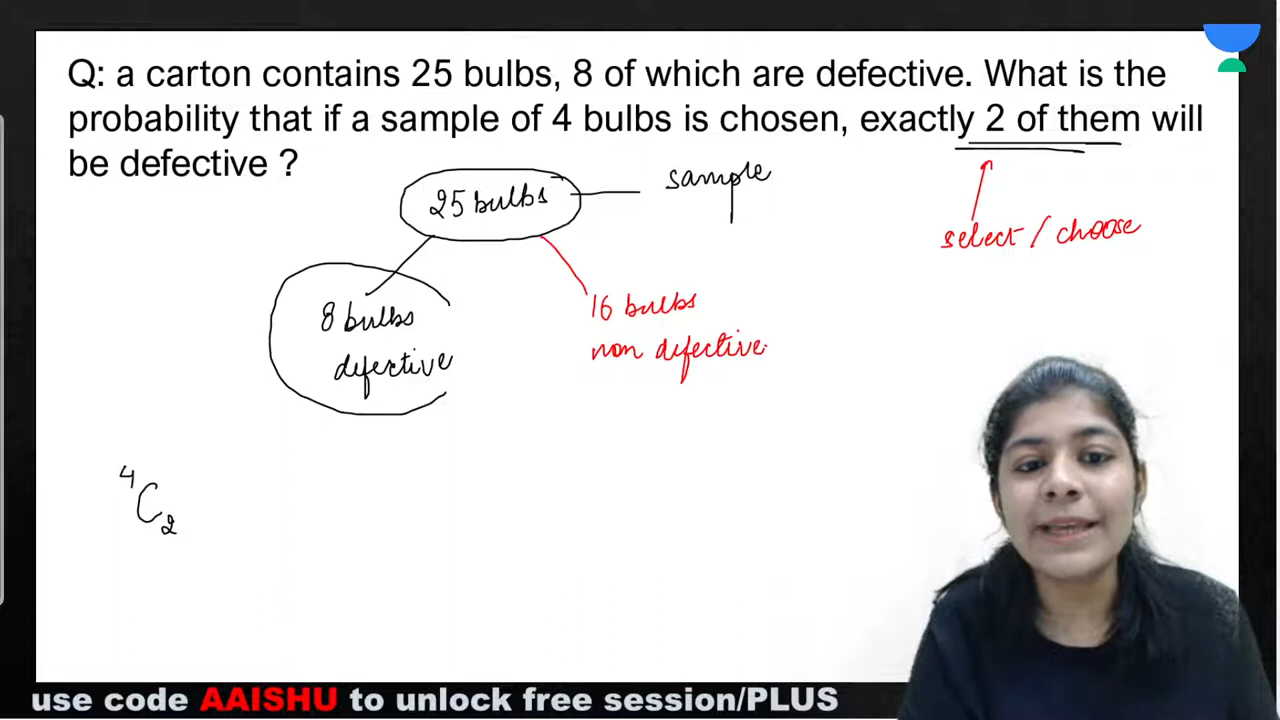 Q: a carton contains 25 bulbs, 8 of which are defective. What is the
probability that if a sample of 4 bulbs is chosen, exactly 2 of them will
be defective ?
25 bulbs
sample
select / choose
8 bulbs
defective
16 bulbs
non defective.
4C2
use code AAISHU to unlock free session/PLUS